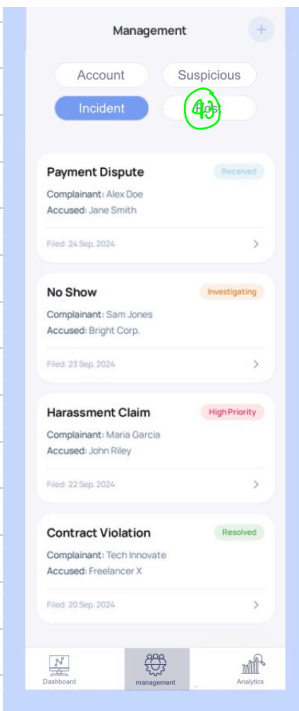 Management
+
Account
Suspicious
Incident
Payment Dispute
Received
Complainant: Alex Doe
Accused: Jane Smith
Filed: 24 Sep, 2024
No Show
Investigating
Complainant: Sam Jones
Accused: Bright Corp.
Filed: 23 Sep, 2024
Harassment Claim
High Priority
Complainant: Maria Garcia
Accused: John Riley
Filed: 22 Sep, 2024
Contract Violation
Resolved
Complainant: Tech Innovate
Accused: Freelancer X
Filed: 20 Sep, 2024
Dashboard
management
Analytics